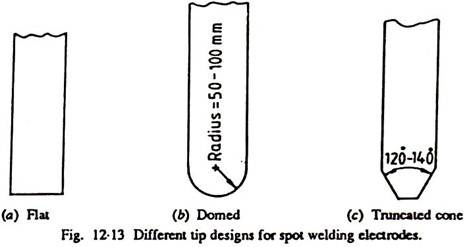 Radius = 50 - 100 mm
120°-140°
(a) Flat
(b) Domed
(c) Truncated cone
Fig. 12·13 Different tip designs for spot welding electrodes.